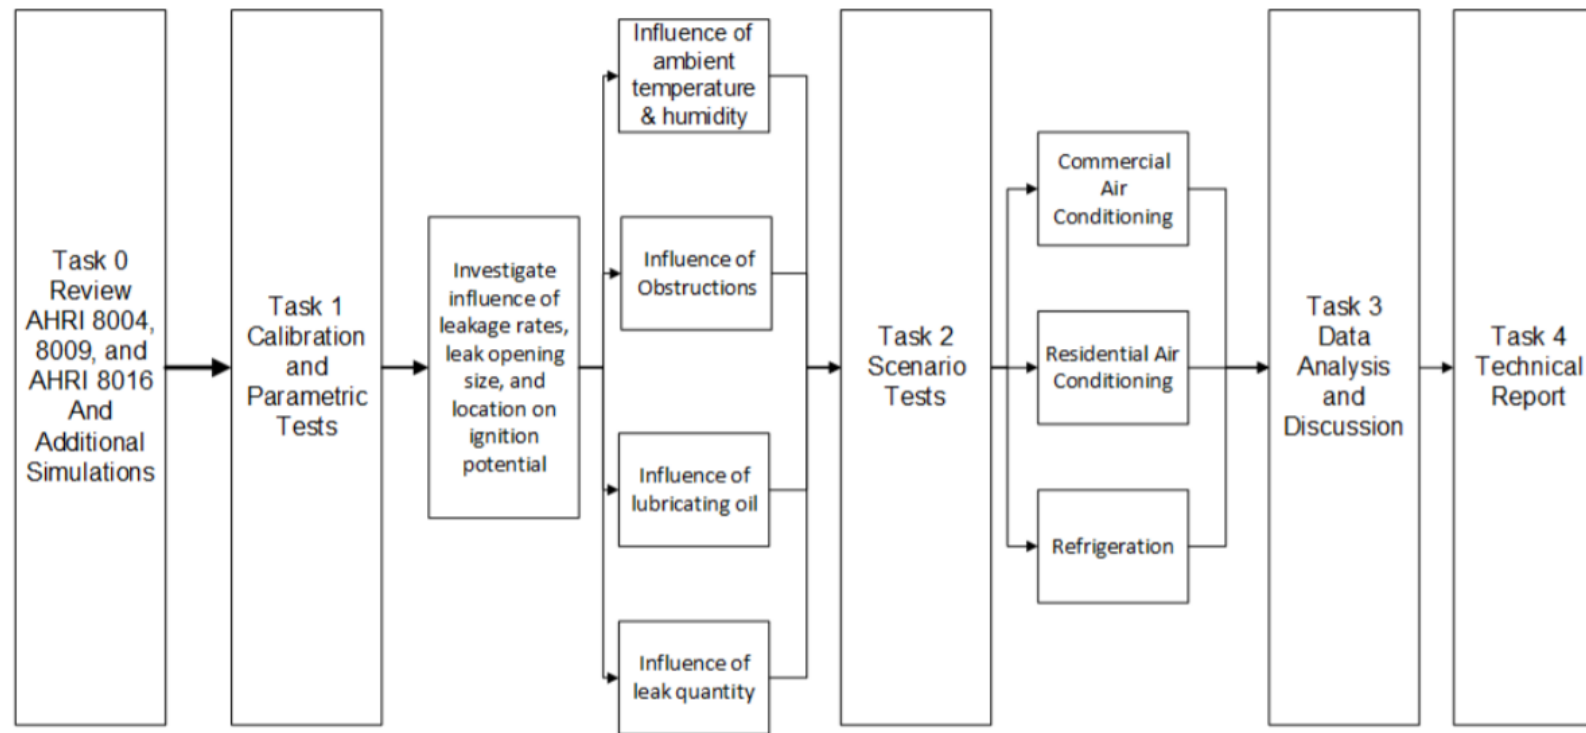 Task 0
Review
AHRI 8004,
8009, and
AHRI 8016
And
Additional
Simulations
Task 1
Calibration
and
Parametric
Tests
Investigate
influence of
leakage rates,
leak opening
size, and
location on
ignition
potential
Influence of
ambient
temperature
& humidity
Influence of
Obstructions
Influence of
lubricating oil
Influence of
leak quantity
Task 2
Scenario
Tests
Commercial
Air
Conditioning
Residential Air
Conditioning
Refrigeration
Task 3
Data
Analysis
and
Discussion
Task 4
Technical
Report